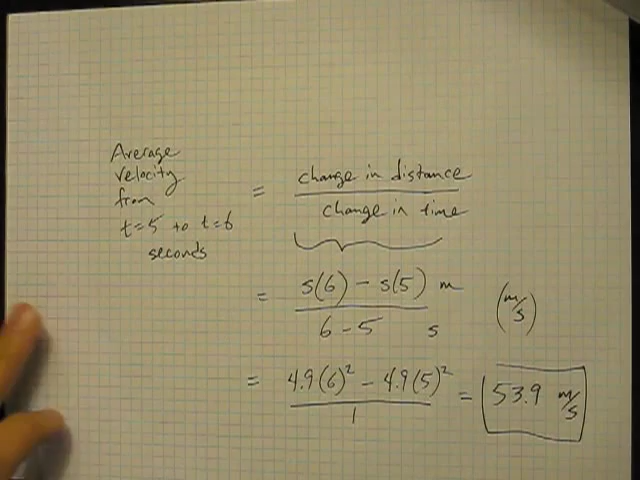 Average
velocity
from
t=5 to t=6
seconds
= change in distance
change in time
= s(6) - s(5) m
6-5 s
(m/s)
= 4.9(6)² - 4.9(5)²
1
= 53.9 m/s